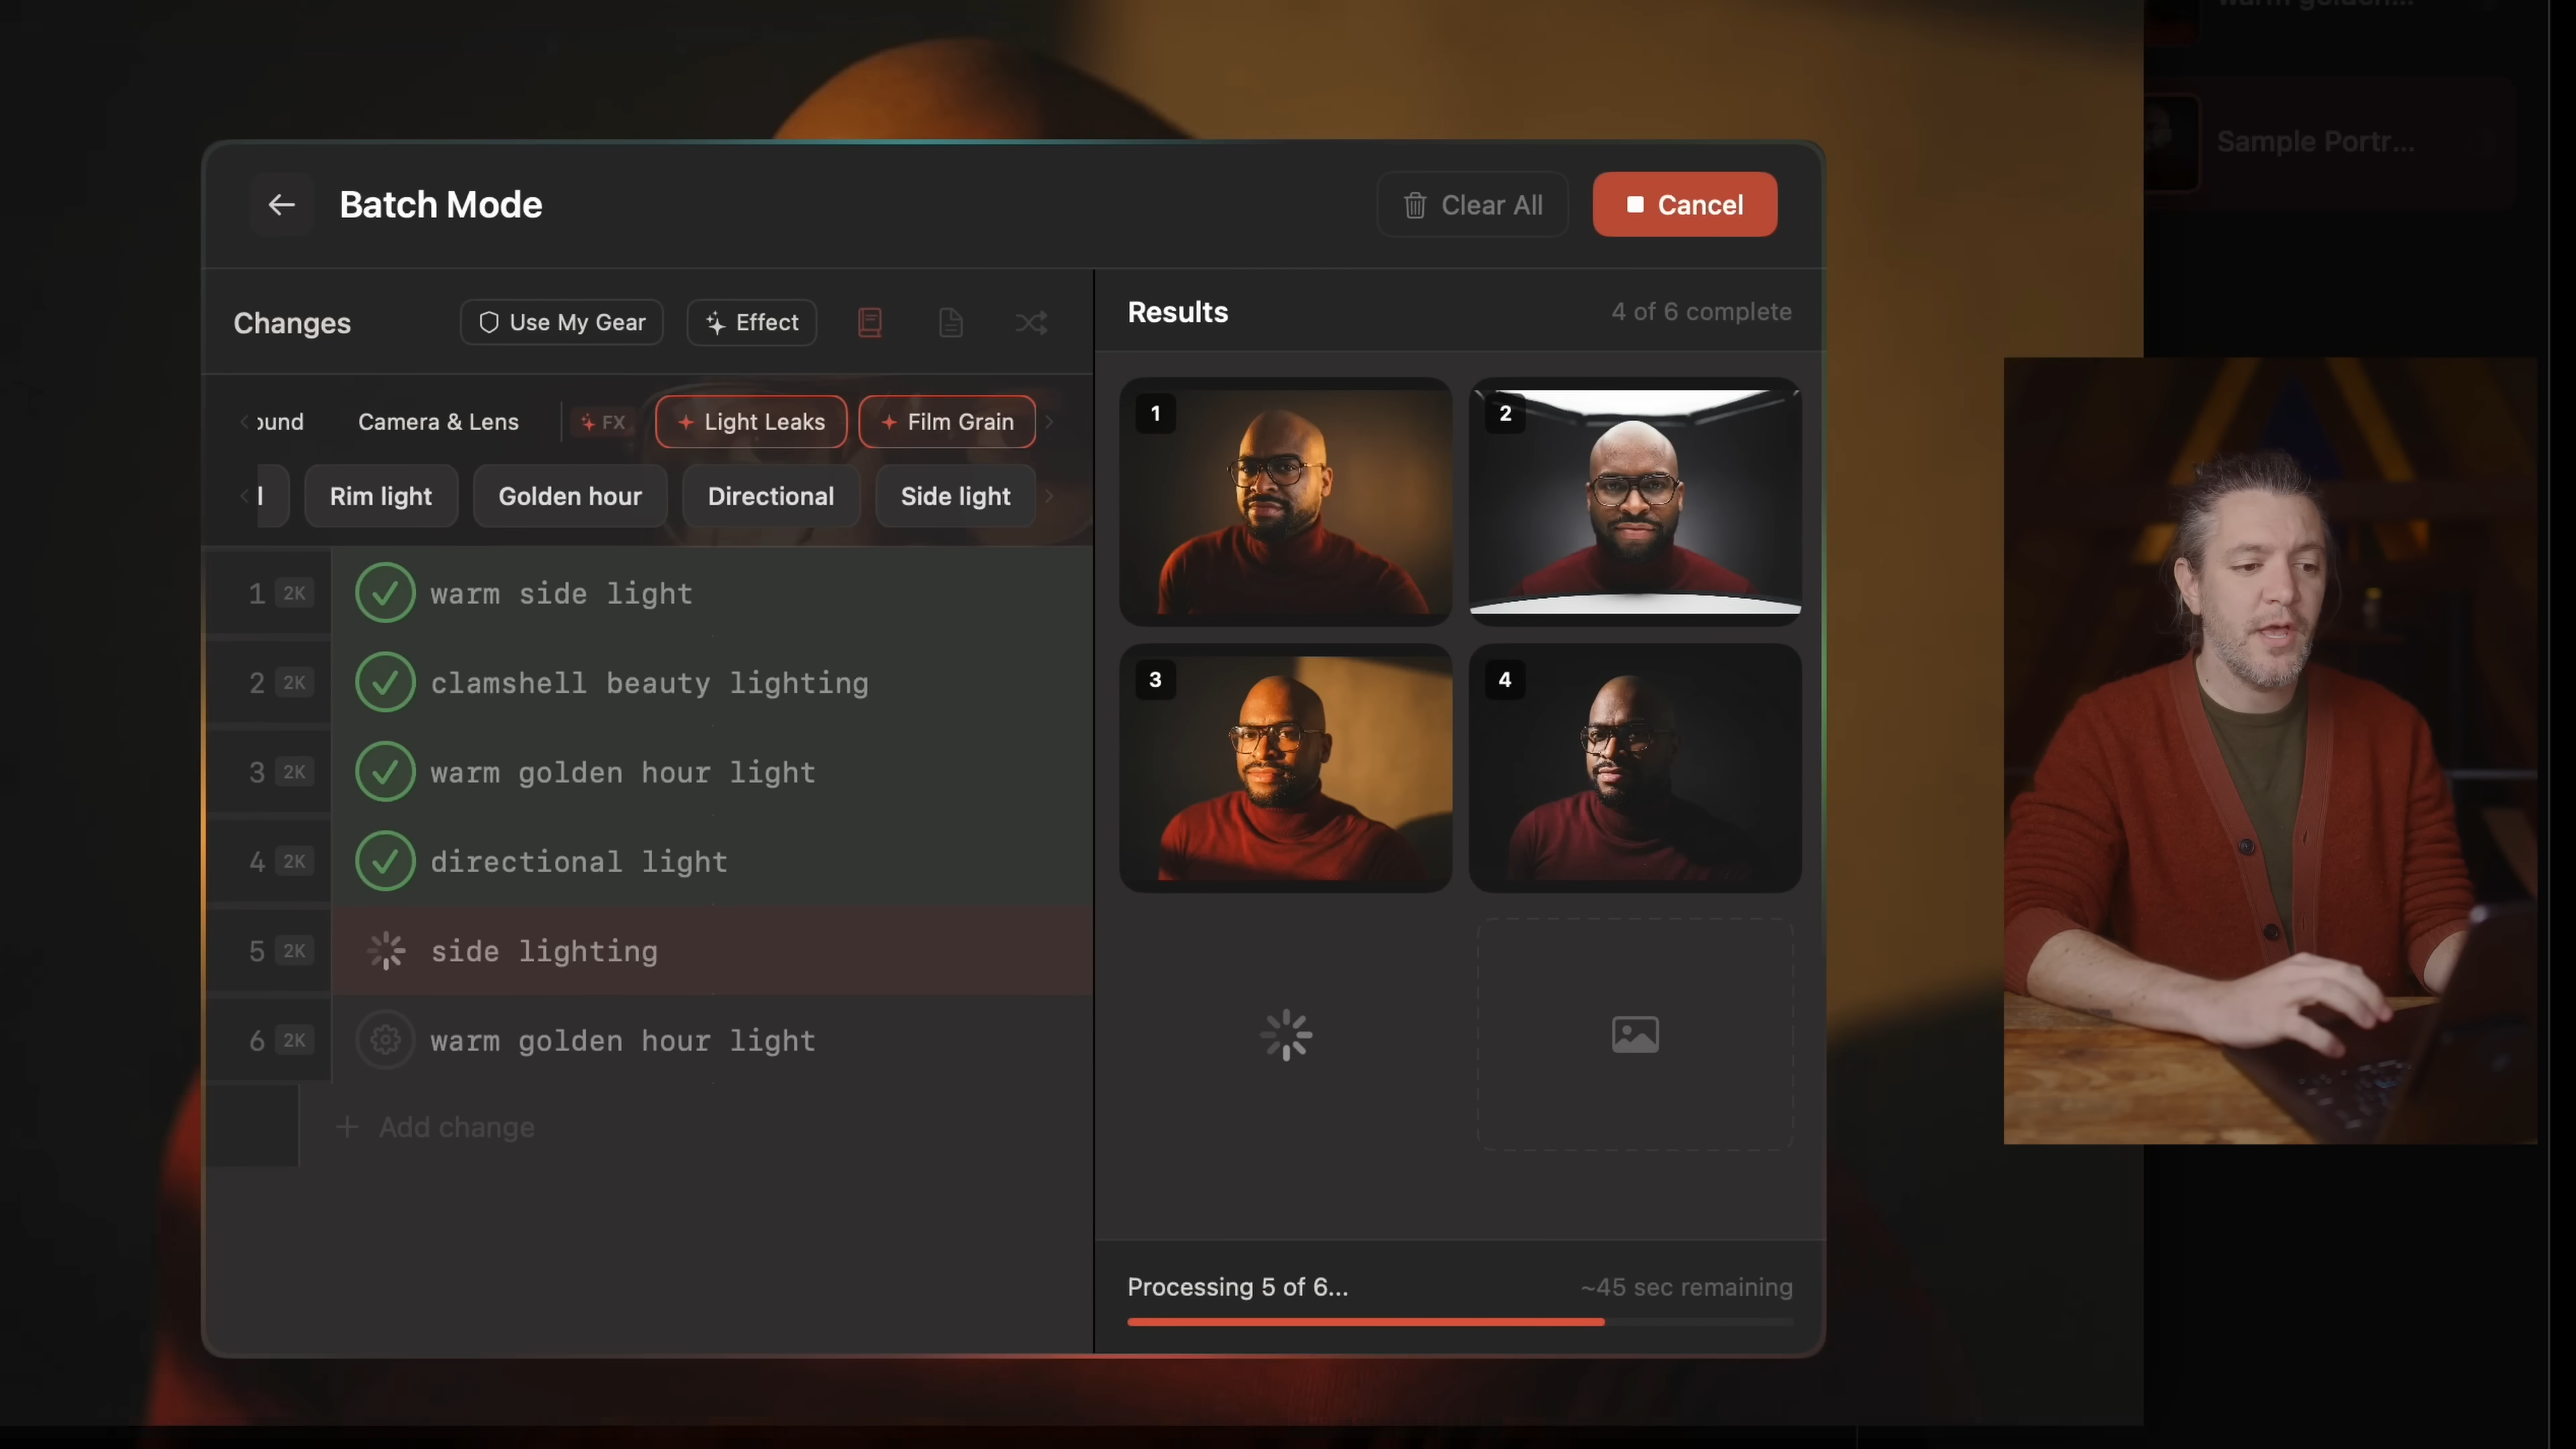 warm golden...
Sample Portr...
Batch Mode
Clear All
Cancel
Changes
Use My Gear
Effect
Results
4 of 6 complete
ound
Camera & Lens
FX
Light Leaks
Film Grain
l
Rim light
Golden hour
Directional
Side light
1 2K warm side light
2 2K clamshell beauty lighting
3 2K warm golden hour light
4 2K directional light
5 2K side lighting
6 2K warm golden hour light
+ Add change
1
2
3
4
Processing 5 of 6...
~45 sec remaining